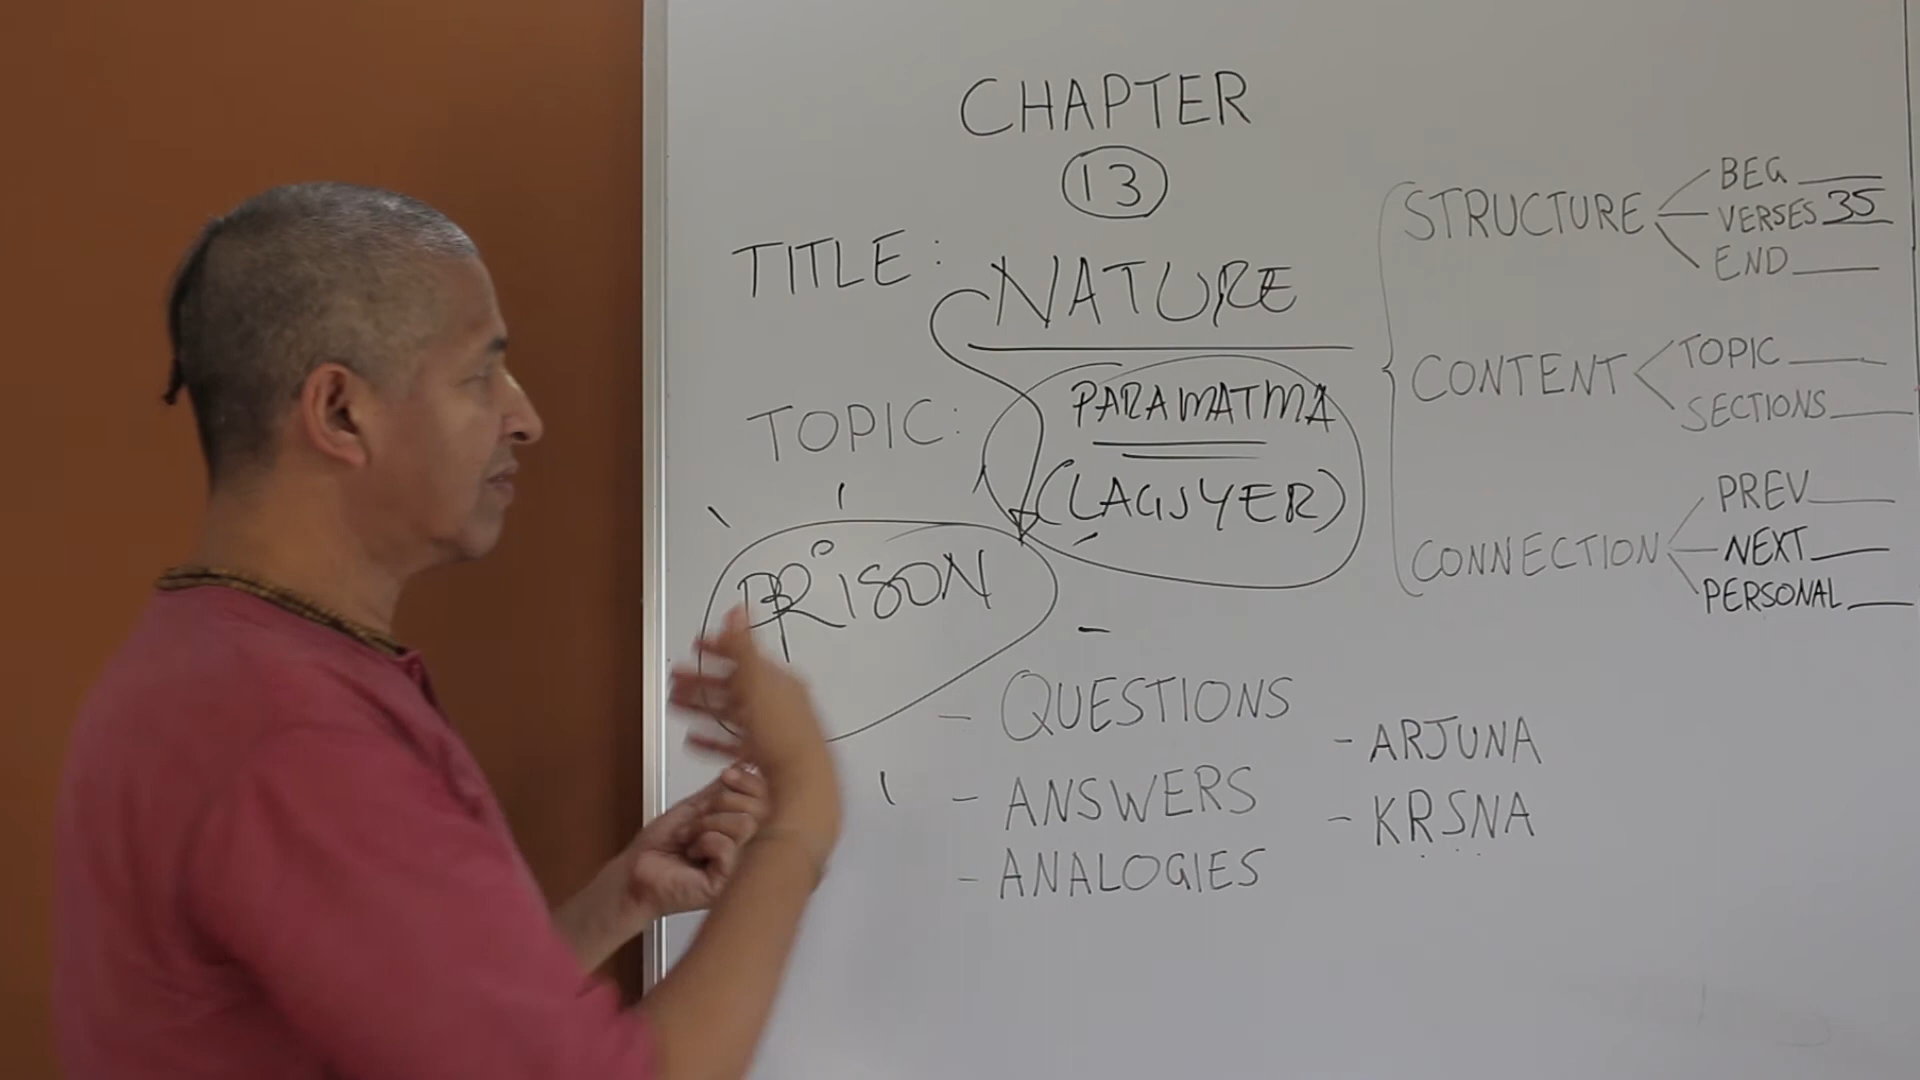 CHAPTER
13
TITLE: NATURE
TOPIC: PARAMATMA
(LAWYER)
PRISON
- QUESTIONS
- ANSWERS
- ANALOGIES
- ARJUNA
- KRSNA
STRUCTURE
BEG
VERSES 35
END
CONTENT
TOPIC
SECTIONS
CONNECTION
PREV
NEXT
PERSONAL